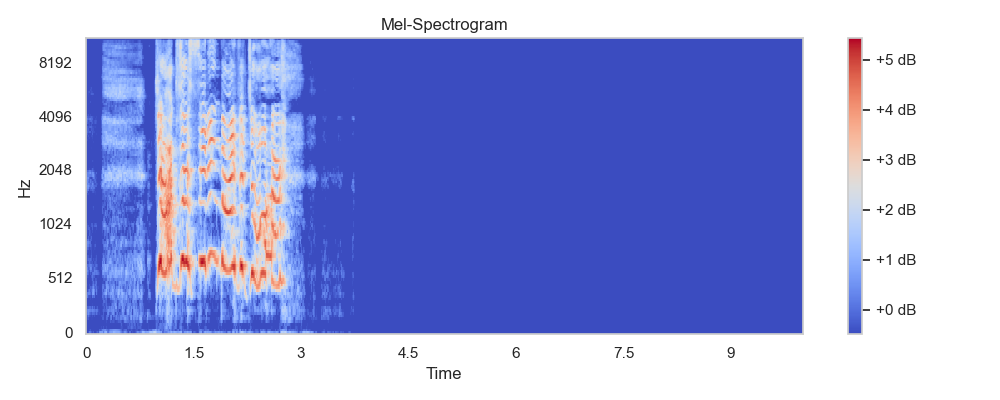 Mel-Spectrogram
8192
4096
2048
1024
512
0
Hz
0 1.5 3 4.5 6 7.5 9
Time
+5 dB
+4 dB
+3 dB
+2 dB
+1 dB
+0 dB